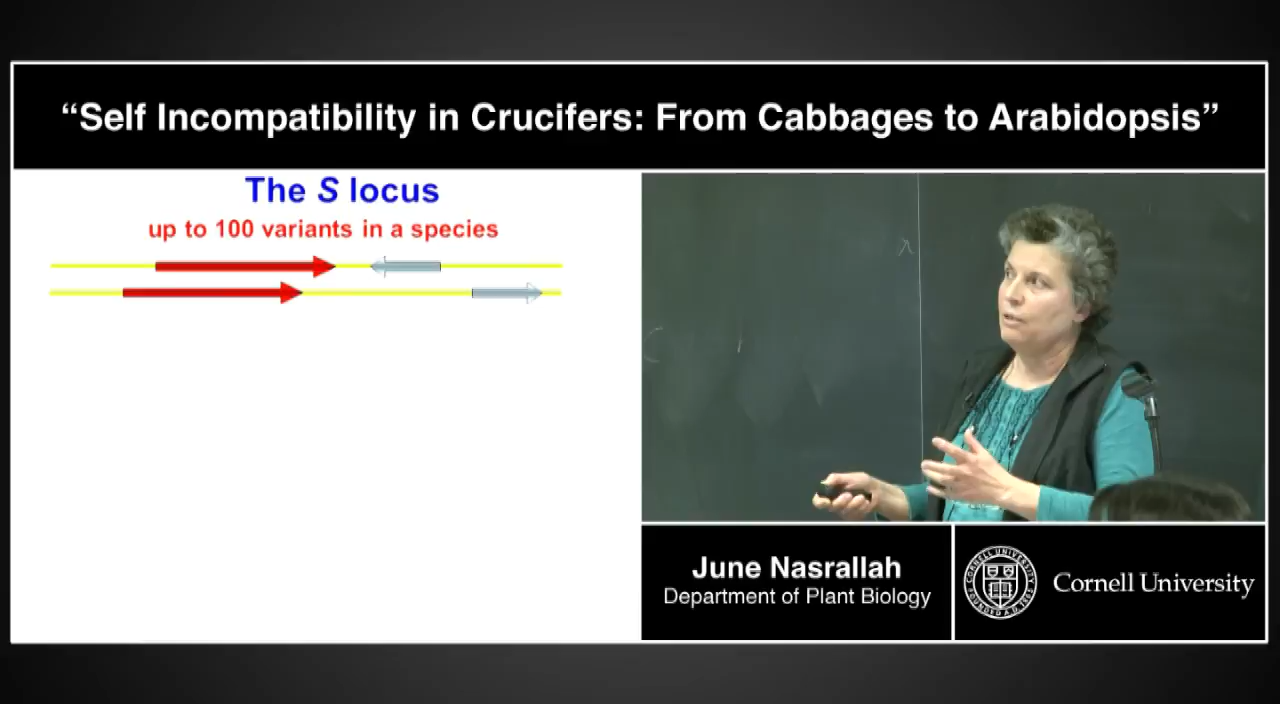 “Self Incompatibility in Crucifers: From Cabbages to Arabidopsis”
The S locus
up to 100 variants in a species
June Nasrallah
Department of Plant Biology
Cornell University